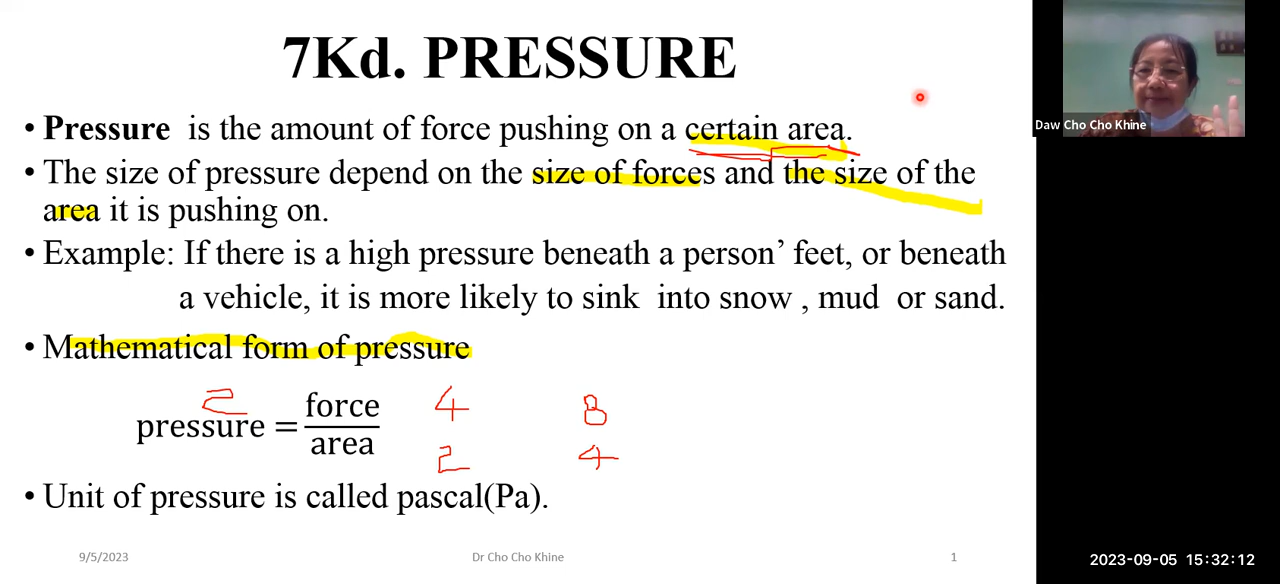 7Kd. PRESSURE
• Pressure is the amount of force pushing on a certain area.
• The size of pressure depend on the size of forces and the size of the
area it is pushing on.
• Example: If there is a high pressure beneath a person’ feet, or beneath
a vehicle, it is more likely to sink into snow , mud or sand.
• Mathematical form of pressure
2 4 8
pressure = force/area
2 4
• Unit of pressure is called pascal(Pa).
9/5/2023 Dr Cho Cho Khine 1
Daw Cho Cho Khine
2023-09-05 15:32:12